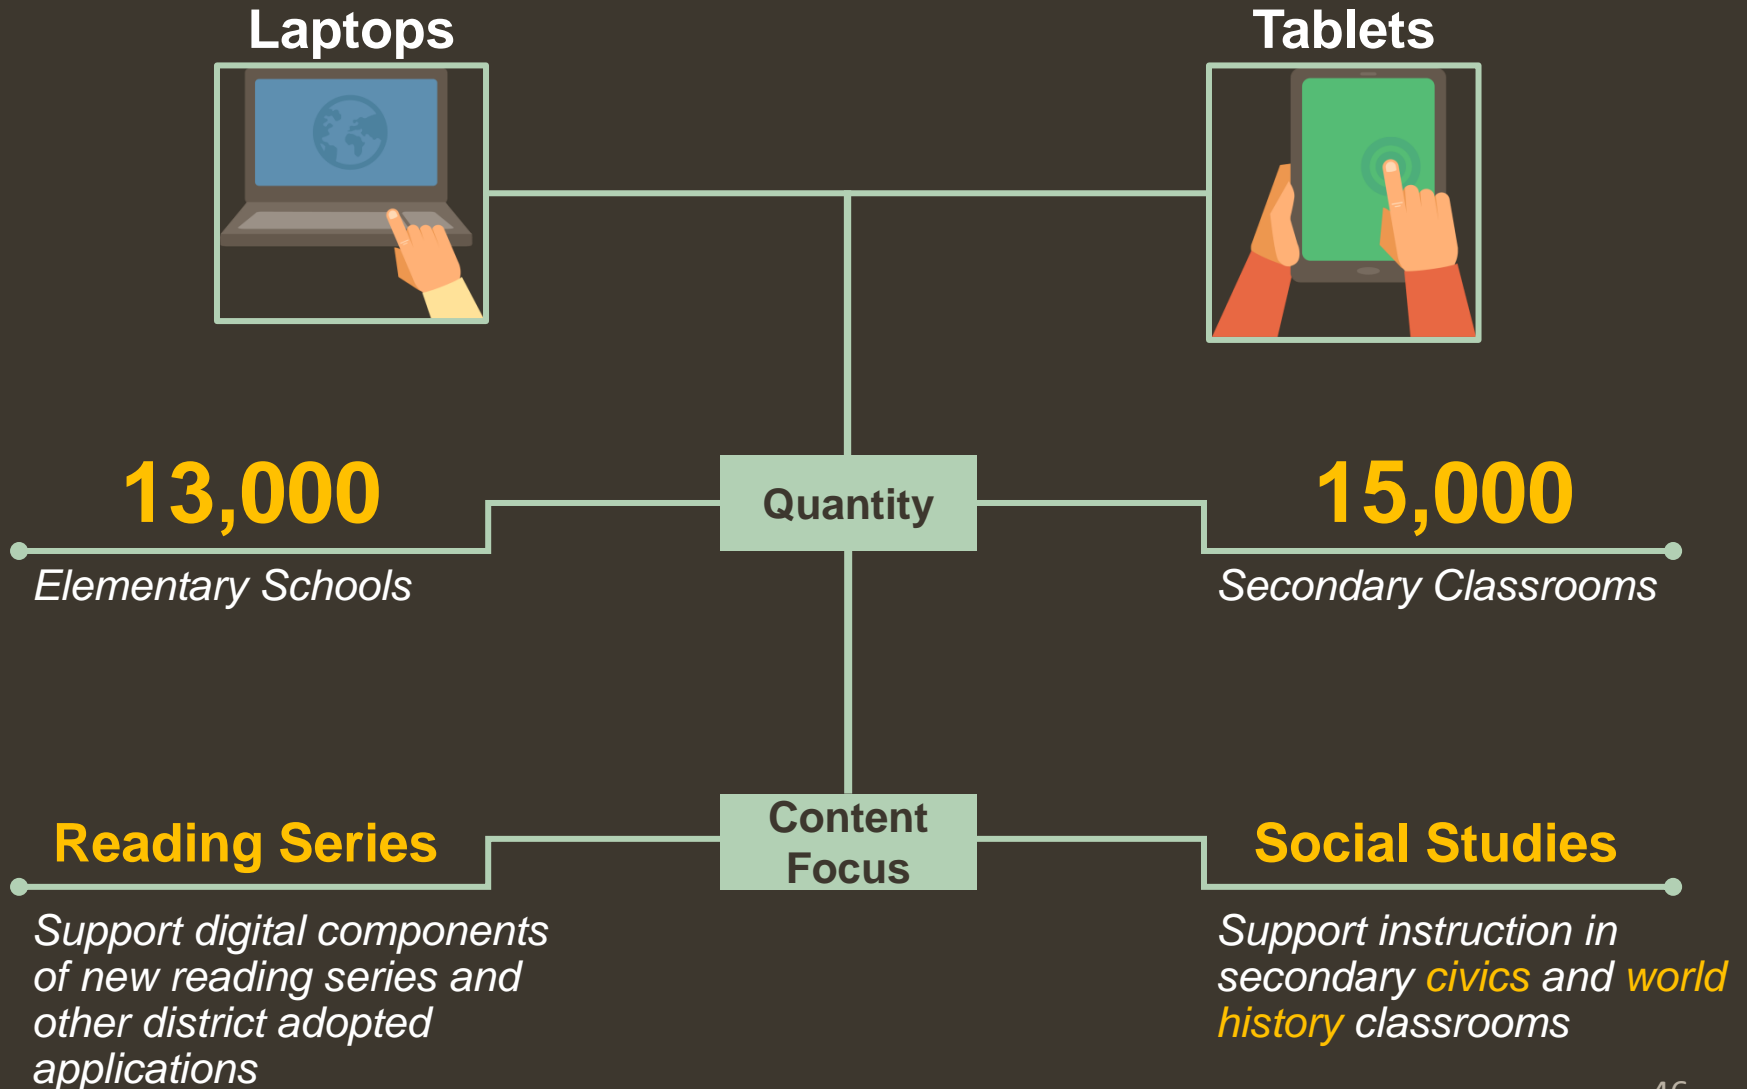 Laptops
Tablets
13,000
Quantity
15,000
Elementary Schools
Secondary Classrooms
Reading Series
Content
Focus
Social Studies
Support digital components
of new reading series and
other district adopted
applications
Support instruction in
secondary civics and world
history classrooms